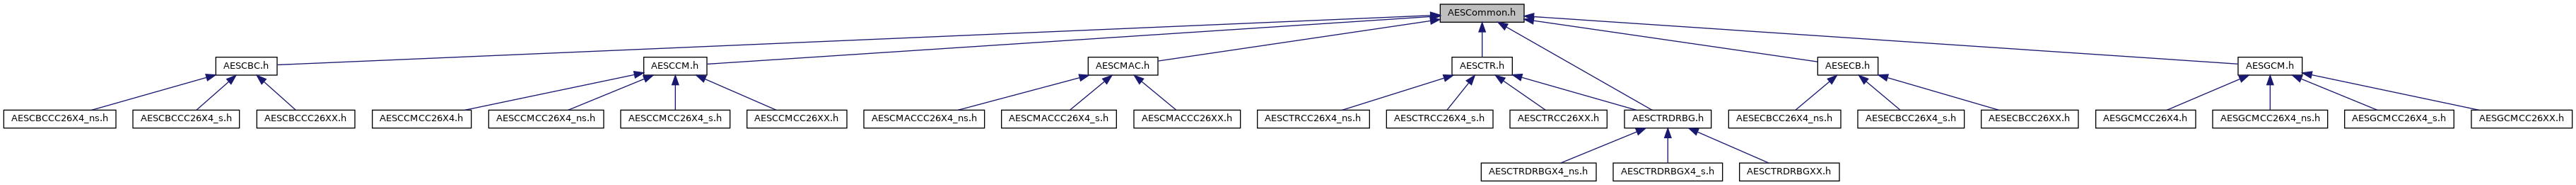 AESCommon.h
AESCBC.h
AESCCM.h
AESCMAC.h
AESCTR.h
AESECB.h
AESGCM.h
AESCBCCC26X4_ns.h
AESCBCCC26X4_s.h
AESCBCCC26XX.h
AESCCMCC26X4.h
AESCCMCC26X4_ns.h
AESCCMCC26X4_s.h
AESCCMCC26XX.h
AESCMACCC26X4_ns.h
AESCMACCC26X4_s.h
AESCMACCC26XX.h
AESCTRCC26X4_ns.h
AESCTRCC26X4_s.h
AESCTRCC26XX.h
AESCTRDRBG.h
AESECBCC26X4_ns.h
AESECBCC26X4_s.h
AESECBCC26XX.h
AESGCMCC26X4.h
AESGCMCC26X4_ns.h
AESGCMCC26X4_s.h
AESGCMCC26XX.h
AESCTRDRBGX4_ns.h
AESCTRDRBGX4_s.h
AESCTRDRBGXX.h